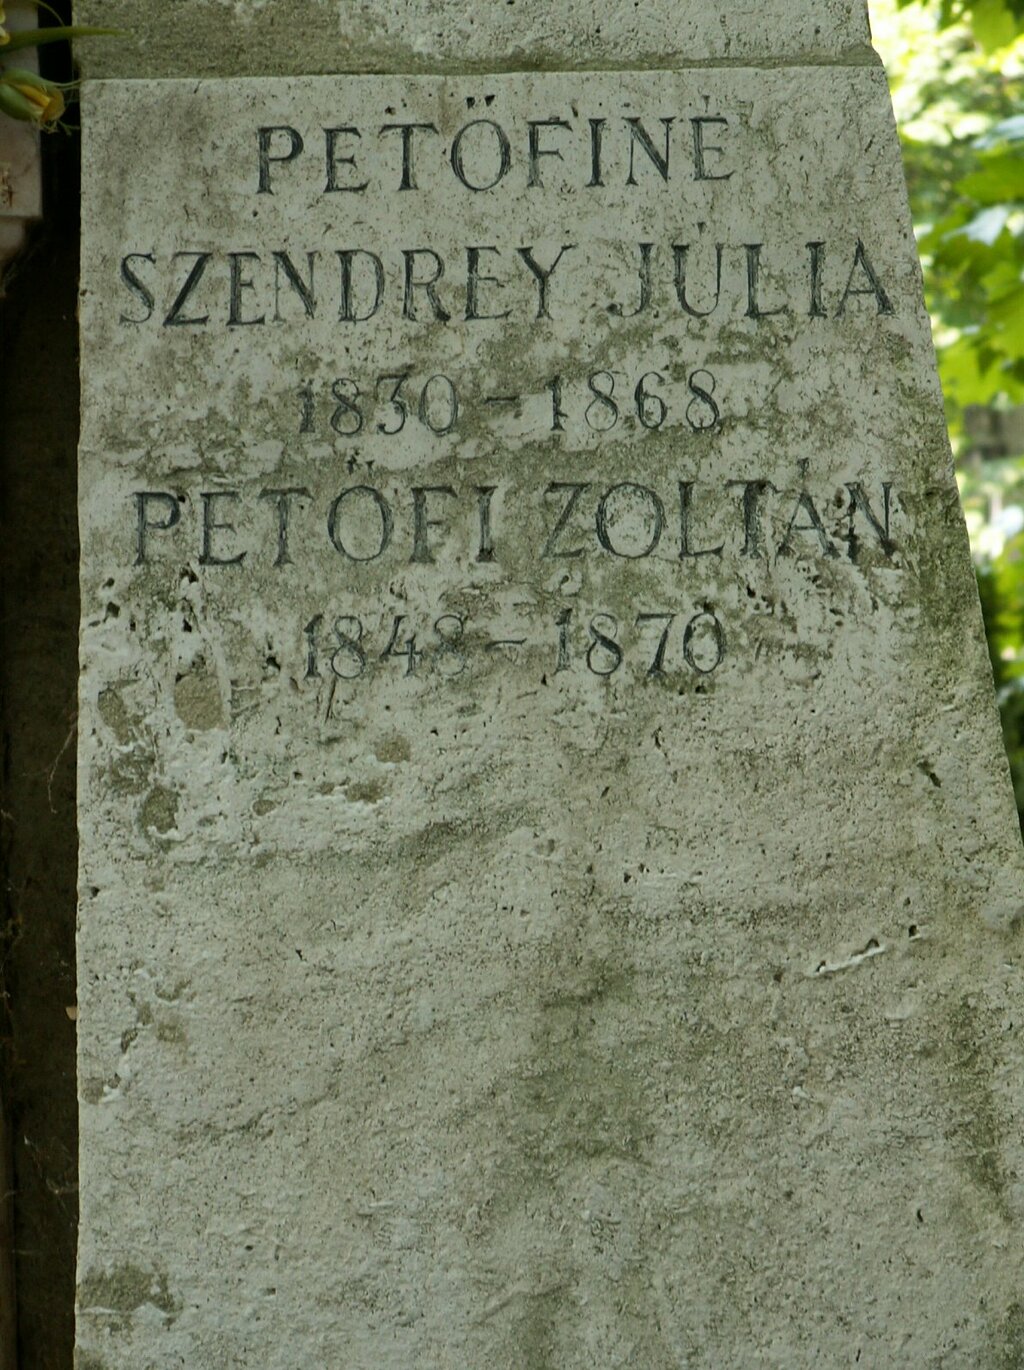 PETŐFINÉ
SZENDREY JÚLIA
1830 - 1868
PETŐFI ZOLTÁN
1848 - 1870